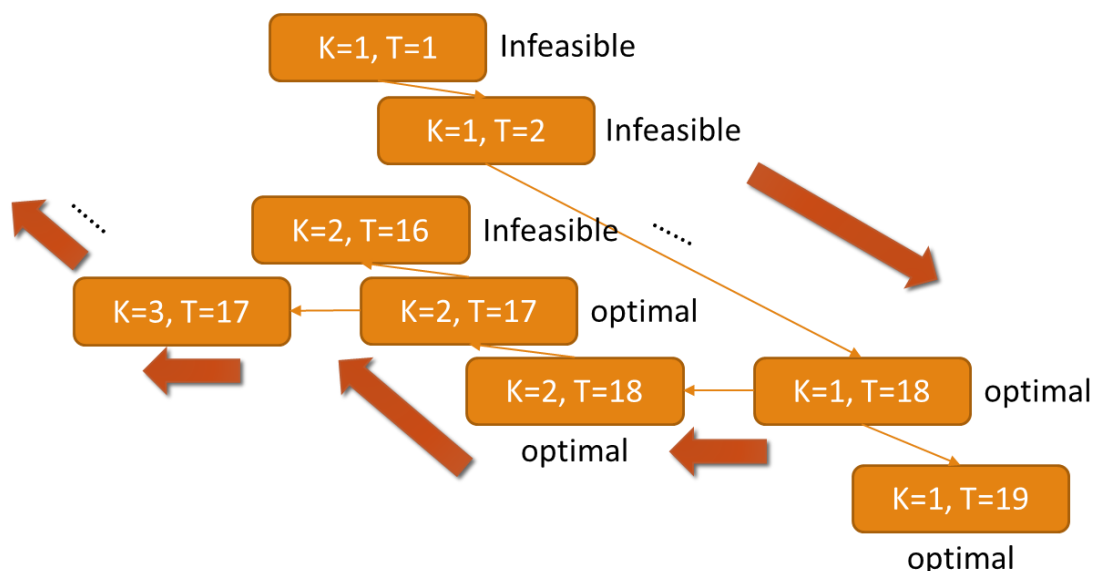 K=1, T=1 Infeasible
K=1, T=2 Infeasible
......
K=2, T=16 Infeasible
......
K=3, T=17
K=2, T=17 optimal
K=2, T=18
K=1, T=18 optimal
optimal
K=1, T=19
optimal